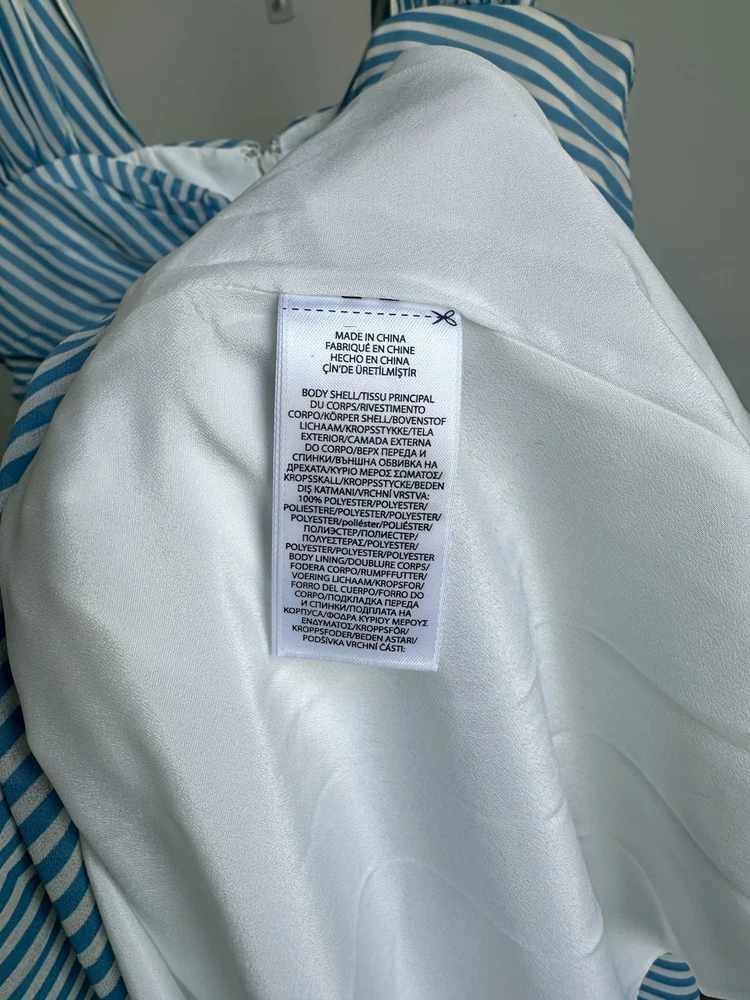 MADE IN CHINA
FABRIQUÉ EN CHINE
HECHO EN CHINA
ÇİN'DE ÜRETİLMİŞTİR
BODY SHELL/TISSU PRINCIPAL
DU CORPS/RIVESTIMENTO
CORPO/KÖRPER SHELL/BOVENSTOF
LICHAAM/KROPSSTYKKE/TELA
EXTERIOR/CAMADA EXTERNA
DO CORPO/ВЕРХ ПЕРЕДА И
СПИНКИ/ВЪНШНА ОБВИВКА НА
ДРЕХАТА/ΚΥΡΙΟ ΜΕΡΟΣ ΣΩΜΑΤΟΣ/
KROPSSKALL/KROPPSSTYCKE/BEDEN
DIŞ KATMANI/VRCHNÍ VRSTVA:
100% POLYESTER/POLYESTER/
POLIESTERE/POLYESTER/POLYESTER/
POLYESTER/poliéster/POLIÉSTER/
ПОЛИЭСТЕР/ПОЛИЕСТЕР/
ΠΟΛΥΕΣΤΕΡΑΣ/POLYESTER/
POLYESTER/POLYESTER/POLYESTER
BODY LINING/DOUBLURE CORPS/
FODERA CORPO/RUMPFFUTTER/
VOERING LICHAAM/KROPSFOR/
FORRO DEL CUERPO/FORRO DO
CORPO/ПОДКЛАДКА ПЕРЕДА
И СПИНКИ/ПОДПЛАТА НА
КОРПУСА/ΦΟΔΡΑ ΚΥΡΙΟΥ ΜΕΡΟΥΣ
ΕΝΔΥΜΑΤΟΣ/KROPPSFÔR/
KROPPSFODER/BEDEN ASTARI/
PODŠÍVKA VRCHNÍ ČÁSTI: